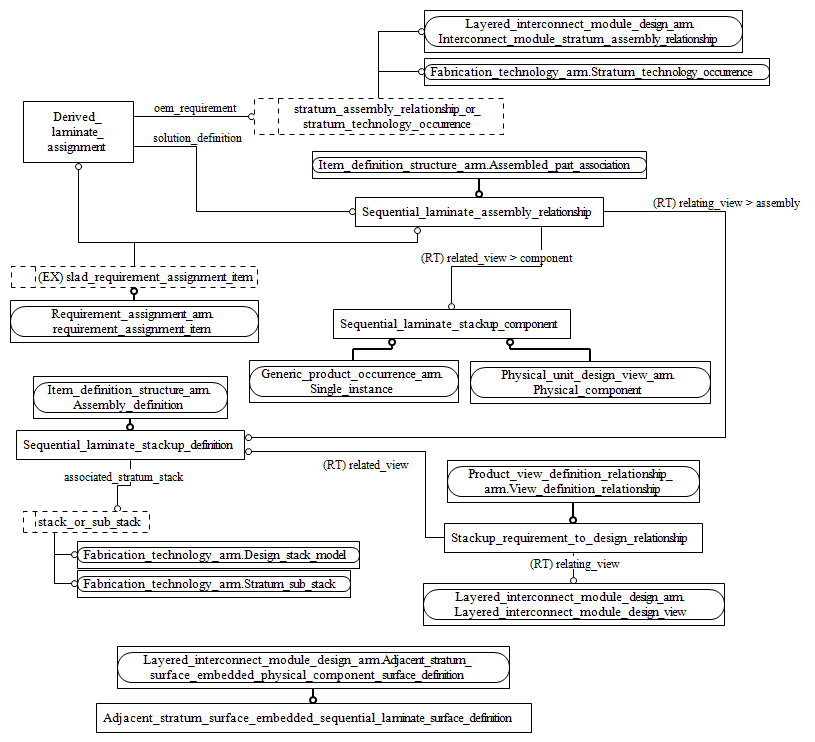 Layered_interconnect_module_design_arm.
Interconnect_module_stratum_assembly_relationship
Fabrication_technology_arm.Stratum_technology_occurrence
oem_requirement
stratum_assembly_relationship_or_
stratum_technology_occurrence
Derived_
laminate_
assignment
solution_definition
Item_definition_structure_arm.Assembled_part_association
Sequential_laminate_assembly_relationship
(RT) relating_view > assembly
(RT) related_view > component
(EX) slad_requirement_assignment_item
Requirement_assignment_arm.
requirement_assignment_item
Sequential_laminate_stackup_component
Generic_product_occurrence_arm.
Single_instance
Physical_unit_design_view_arm.
Physical_component
Item_definition_structure_arm.
Assembly_definition
Sequential_laminate_stackup_definition
associated_stratum_stack
(RT) related_view
Product_view_definition_relationship_
arm.View_definition_relationship
stack_or_sub_stack
Stackup_requirement_to_design_relationship
Fabrication_technology_arm.Design_stack_model
(RT) relating_view
Fabrication_technology_arm.Stratum_sub_stack
Layered_interconnect_module_design_arm.
Layered_interconnect_module_design_view
Layered_interconnect_module_design_arm.Adjacent_stratum_
surface_embedded_physical_component_surface_definition
Adjacent_stratum_surface_embedded_sequential_laminate_surface_definition